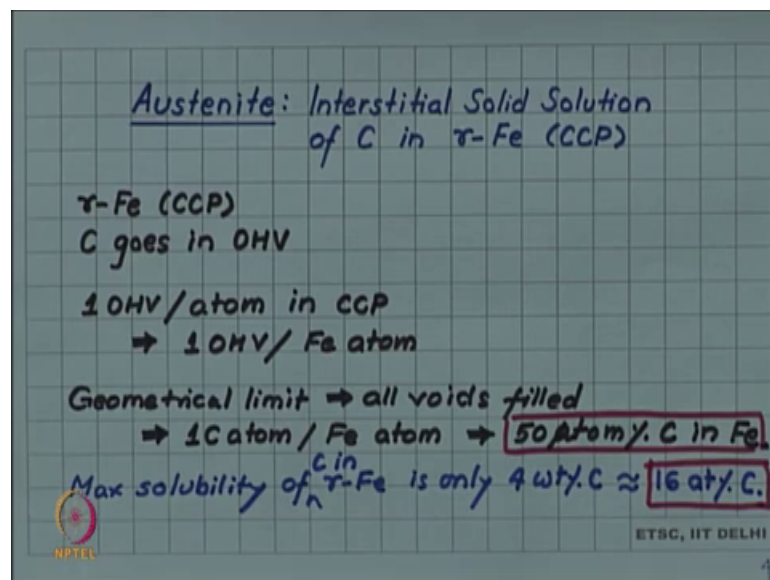 Austenite: Interstitial Solid Solution
of C in γ-Fe (CCP)
γ-Fe (CCP)
C goes in OHV
1 OHV/atom in CCP
➡ 1 OHV/ Fe atom
Geometrical limit ➡ all voids filled
➡ 1C atom / Fe atom ➡ 50 Atom%. C in Fe.
Max solubility of C in γ-Fe is only 4 wt%. C ≈ 16 at%. C.
NPTEL
ETSC, IIT DELHI